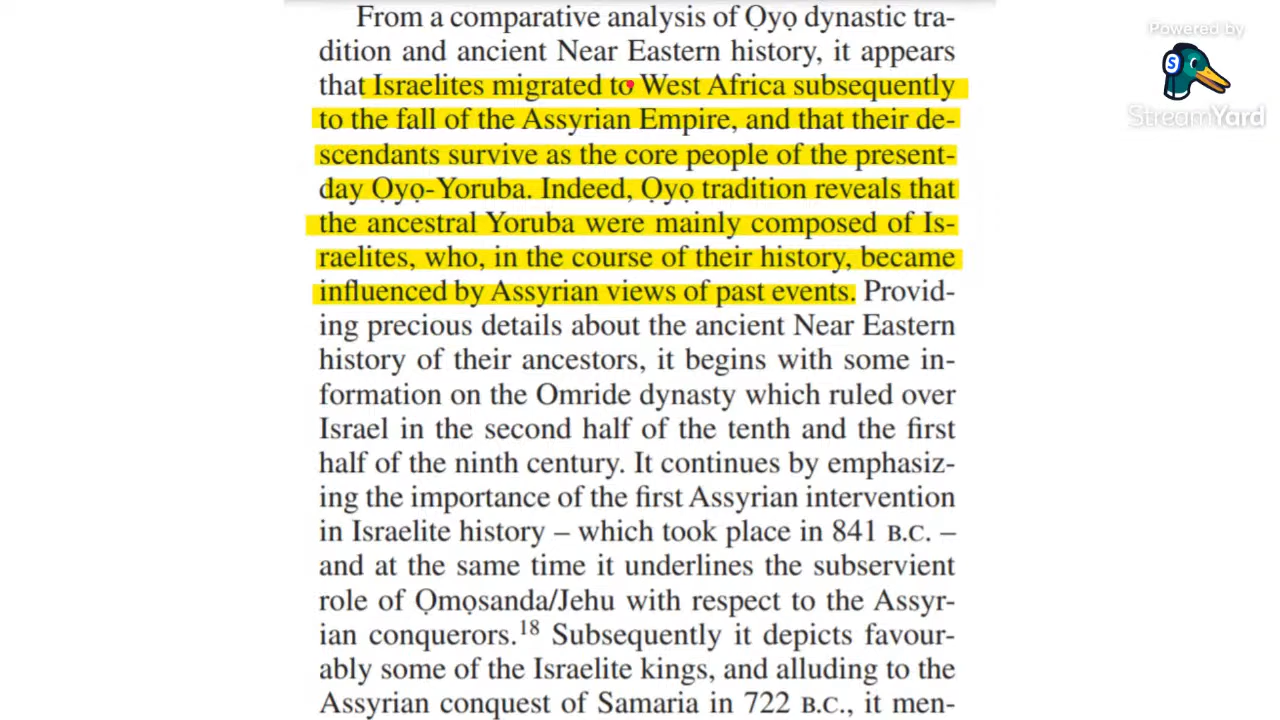 From a comparative analysis of Ọyọ dynastic tra-
dition and ancient Near Eastern history, it appears
that Israelites migrated to West Africa subsequently
to the fall of the Assyrian Empire, and that their de-
scendants survive as the core people of the present-
day Ọyọ-Yoruba. Indeed, Ọyọ tradition reveals that
the ancestral Yoruba were mainly composed of Is-
raelites, who, in the course of their history, became
influenced by Assyrian views of past events. Provid-
ing precious details about the ancient Near Eastern
history of their ancestors, it begins with some in-
formation on the Omride dynasty which ruled over
Israel in the second half of the tenth and the first
half of the ninth century. It continues by emphasiz-
ing the importance of the first Assyrian intervention
in Israelite history – which took place in 841 B.C. –
and at the same time it underlines the subservient
role of Ọmọsanda/Jehu with respect to the Assyr-
ian conquerors.18 Subsequently it depicts favour-
ably some of the Israelite kings, and alluding to the
Assyrian conquest of Samaria in 722 B.C., it men-
Powered by
S
StreamYard